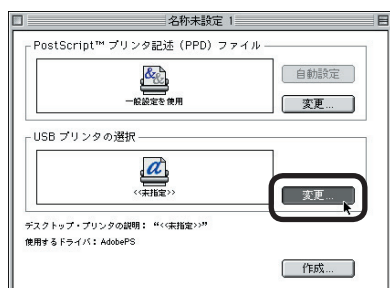 名称未設定 1
PostScript™ プリンタ記述（PPD）ファイル
自動設定
一般設定を使用
変更...
USB プリンタの選択
<<未指定>>
変更...
デスクトップ・プリンタの説明： “<<未指定>>”
使用するドライバ：AdobePS
作成...